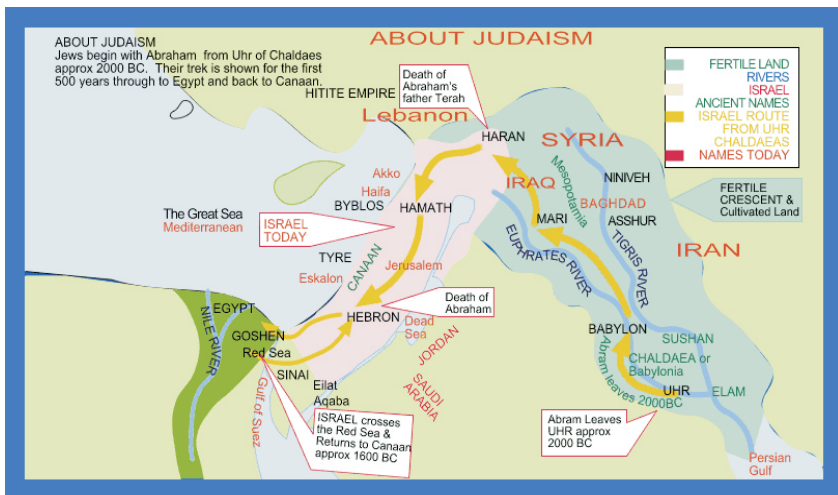 ABOUT JUDAISM
Jews begin with Abraham from Uhr of Chaldaes
approx 2000 BC. Their trek is shown for the first
500 years through to Egypt and back to Canaan.
ABOUT JUDAISM
FERTILE LAND
RIVERS
ISRAEL
ANCIENT NAMES
ISRAEL ROUTE
FROM UHR
CHALDAEAS
NAMES TODAY
HITITE EMPIRE
Death of
Abraham's
father Terah
Lebanon
HARAN
SYRIA
Akko
Haifa
BYBLOS
HAMATH
IRAQ
Mesopotamia
NINIVEH
BAGHDAD
ASSHUR
MARI
FERTILE
CRESCENT &
Cultivated Land
The Great Sea
Mediterranean
ISRAEL
TODAY
TYRE
CANAAN
Eskalon
Jerusalem
EUPHRATES RIVER
TIGRIS RIVER
IRAN
Death of
Abraham
HEBRON
Dead
Sea
JORDAN
SAUDI
ARABIA
EGYPT
NILE RIVER
GOSHEN
Red Sea
SINAI
Eilat
Aqaba
Gulf of Suez
ISRAEL crosses
the Red Sea &
Returns to Canaan
approx 1600 BC
BABYLON
SUSHAN
CHALDAEA or
Babylonia
Abram leaves 2000BC
UHR
ELAM
Abram Leaves
UHR approx
2000 BC
Persian
Gulf